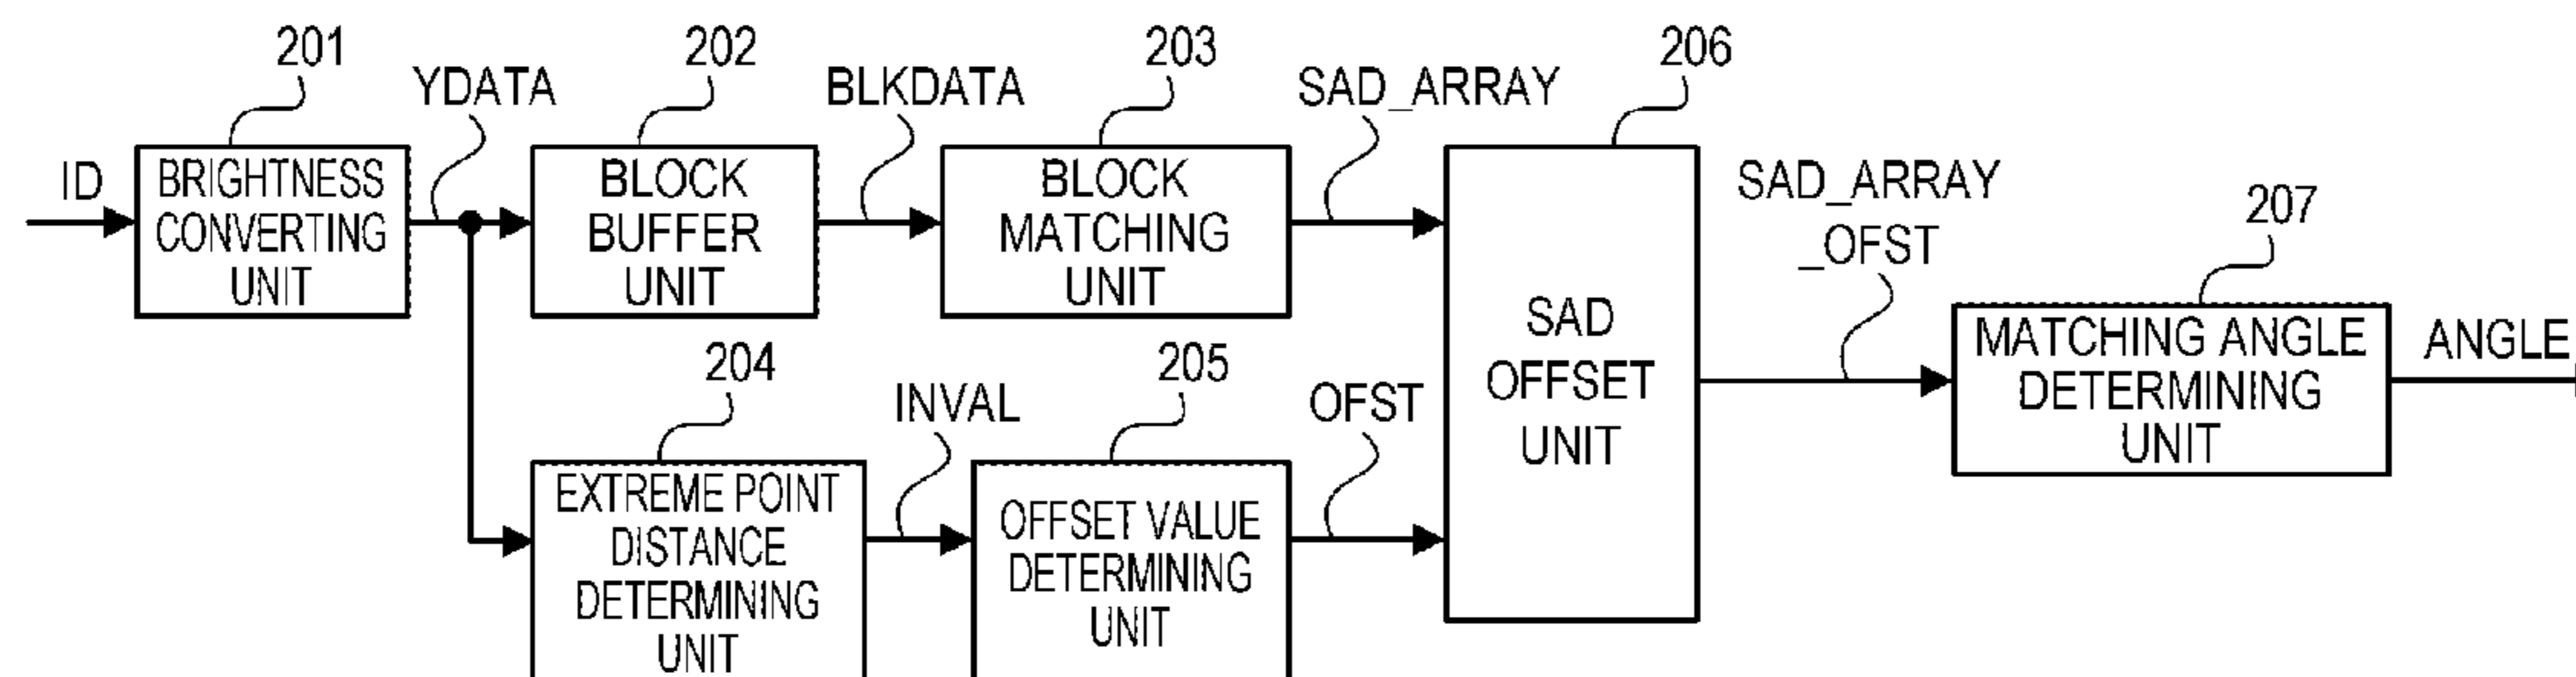 201
202
203
206
YDATA
BLKDATA
SAD_ARRAY
ID
BRIGHTNESS
CONVERTING
UNIT
BLOCK
BUFFER
UNIT
BLOCK
MATCHING
UNIT
SAD_ARRAY
_OFST
207
SAD
OFFSET
UNIT
MATCHING ANGLE
DETERMINING
UNIT
ANGLE
204
205
INVAL
OFST
EXTREME POINT
DISTANCE
DETERMINING
UNIT
OFFSET VALUE
DETERMINING
UNIT